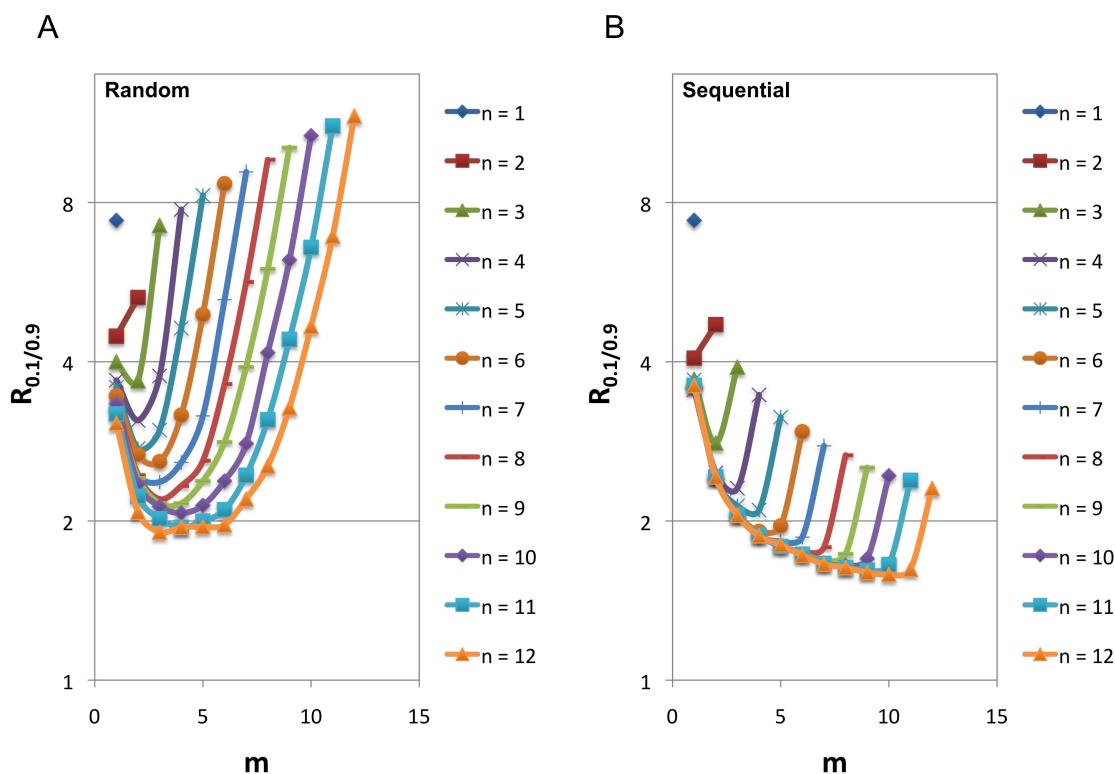 A
Random
R0.1/0.9
8
4
2
1
0 5 10 15
m
n = 1
n = 2
n = 3
n = 4
n = 5
n = 6
n = 7
n = 8
n = 9
n = 10
n = 11
n = 12
B
Sequential
R0.1/0.9
8
4
2
1
0 5 10 15
m
n = 1
n = 2
n = 3
n = 4
n = 5
n = 6
n = 7
n = 8
n = 9
n = 10
n = 11
n = 12